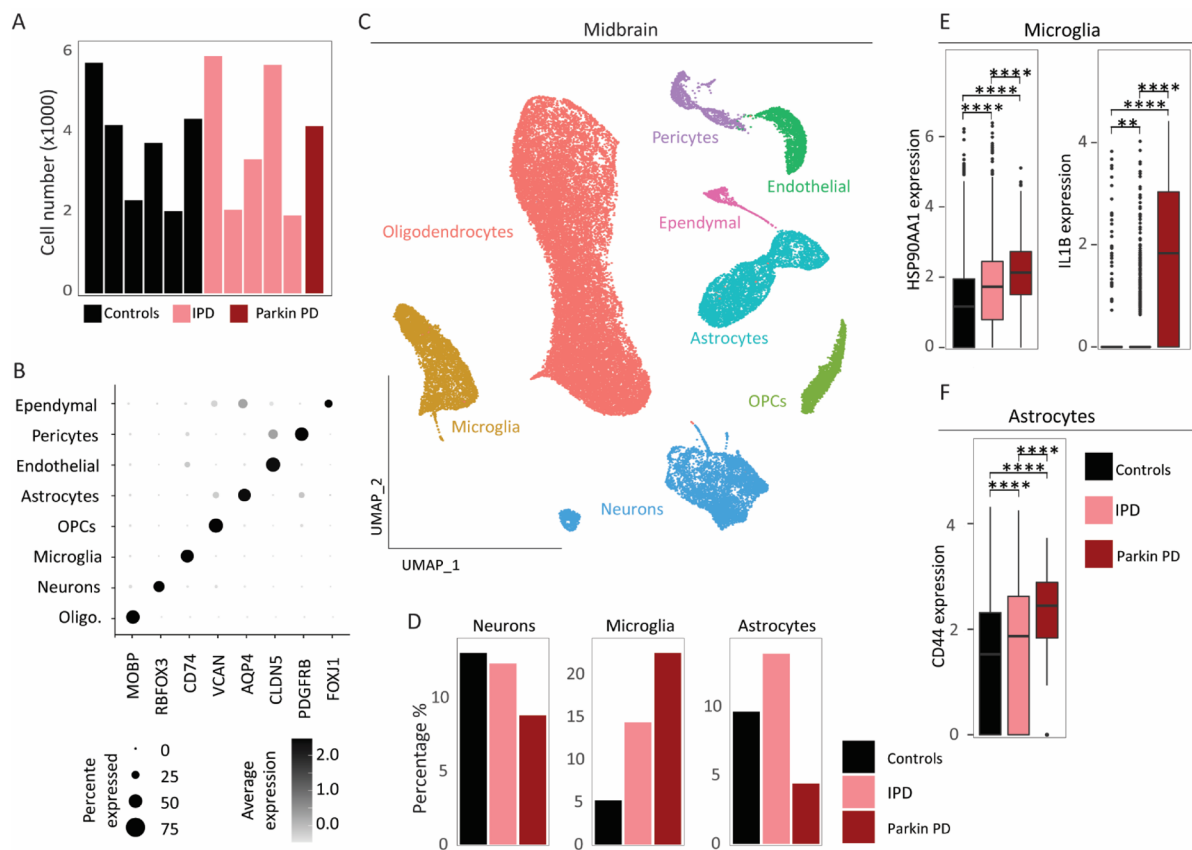 A
Cell number (x1000)
6
4
2
0
Controls IPD Parkin PD
B
Ependymal
Pericytes
Endothelial
Astrocytes
OPCs
Microglia
Neurons
Oligo.
MOBP RBFOX3 CD74 VCAN AQP4 CLDN5 PDGFRB FOXJ1
Percente
expressed
0
25
50
75
Average
expression
2.0
1.0
0.0
C
Midbrain
Pericytes
Endothelial
Ependymal
Oligodendrocytes
Astrocytes
Microglia
OPCs
Neurons
UMAP_2
UMAP_1
D
Neurons Microglia Astrocytes
Percentage %
10
5
0
20
15
10
5
0
10
5
0
Controls
IPD
Parkin PD
E
Microglia
HSP90AA1 expression
6
4
2
0
****
****
****
IL1B expression
4
2
0
****
****
**
F
Astrocytes
CD44 expression
4
2
0
****
****
****
Controls
IPD
Parkin PD